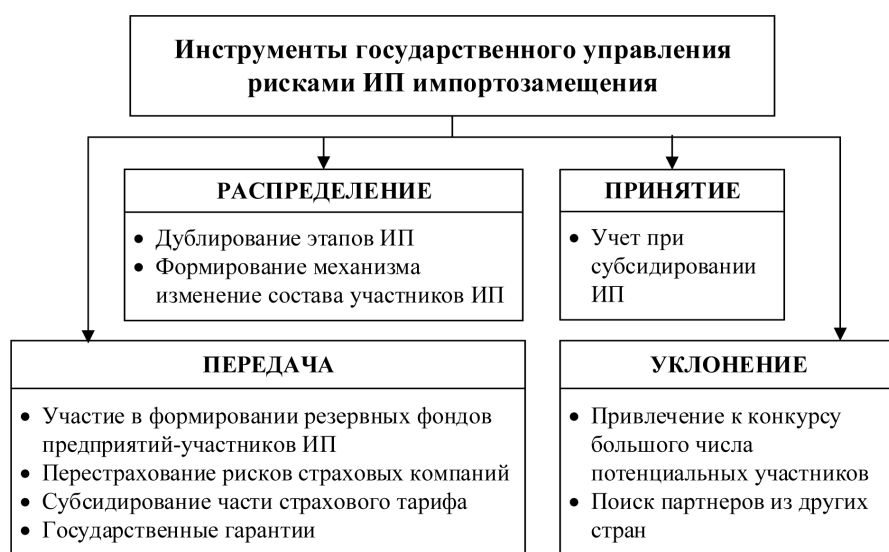 Инструменты государственного управления
рисками ИП импортозамещения
РАСПРЕДЕЛЕНИЕ
• Дублирование этапов ИП
• Формирование механизма
изменение состава участников ИП
ПРИНЯТИЕ
• Учет при
субсидировании
ИП
ПЕРЕДАЧА
• Участие в формировании резервных фондов
предприятий-участников ИП
• Перестрахование рисков страховых компаний
• Субсидирование части страхового тарифа
• Государственные гарантии
УКЛОНЕНИЕ
• Привлечение к конкурсу
большого числа
потенциальных участников
• Поиск партнеров из других
стран